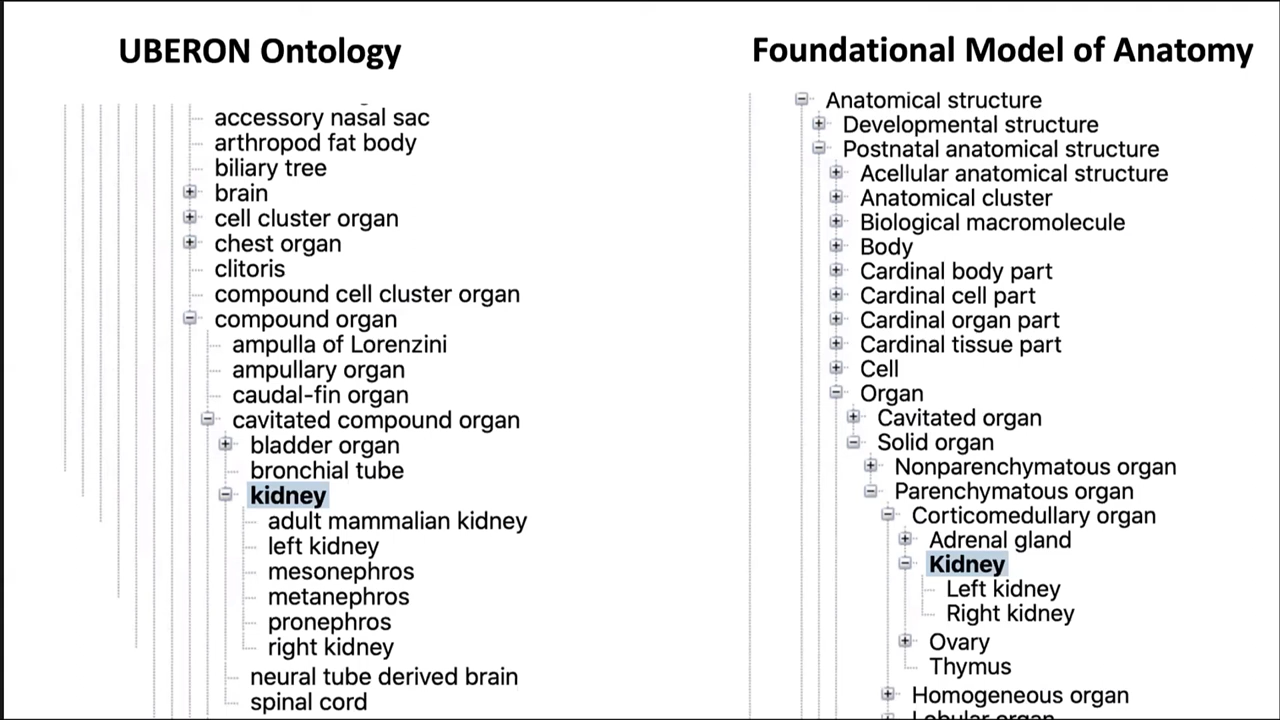 UBERON Ontology
accessory nasal sac
arthropod fat body
biliary tree
brain
cell cluster organ
chest organ
clitoris
compound cell cluster organ
compound organ
ampulla of Lorenzini
ampullary organ
caudal-fin organ
cavitated compound organ
bladder organ
bronchial tube
kidney
adult mammalian kidney
left kidney
mesonephros
metanephros
pronephros
right kidney
neural tube derived brain
spinal cord
Foundational Model of Anatomy
Anatomical structure
Developmental structure
Postnatal anatomical structure
Acellular anatomical structure
Anatomical cluster
Biological macromolecule
Body
Cardinal body part
Cardinal cell part
Cardinal organ part
Cardinal tissue part
Cell
Organ
Cavitated organ
Solid organ
Nonparenchymatous organ
Parenchymatous organ
Corticomedullary organ
Adrenal gland
Kidney
Left kidney
Right kidney
Ovary
Thymus
Homogeneous organ
Lobular organ